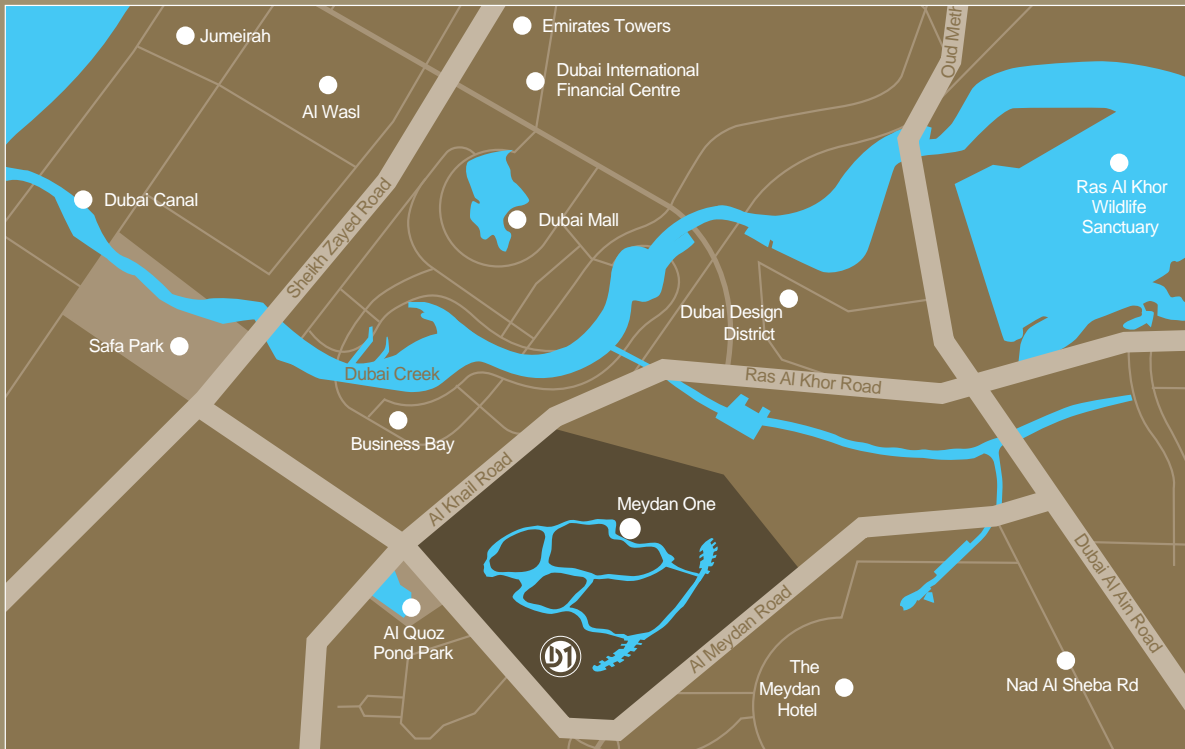 Jumeirah
Emirates Towers
Oud Meth
Al Wasl
Dubai International
Financial Centre
Dubai Canal
Sheikh Zayed Road
Dubai Mall
Ras Al Khor
Wildlife
Sanctuary
Safa Park
Dubai Design
District
Dubai Creek
Ras Al Khor Road
Business Bay
Al Khail Road
Meydan One
D1
Al Quoz
Pond Park
Al Meydan Road
Dubai Al Ain Road
The
Meydan
Hotel
Nad Al Sheba Rd